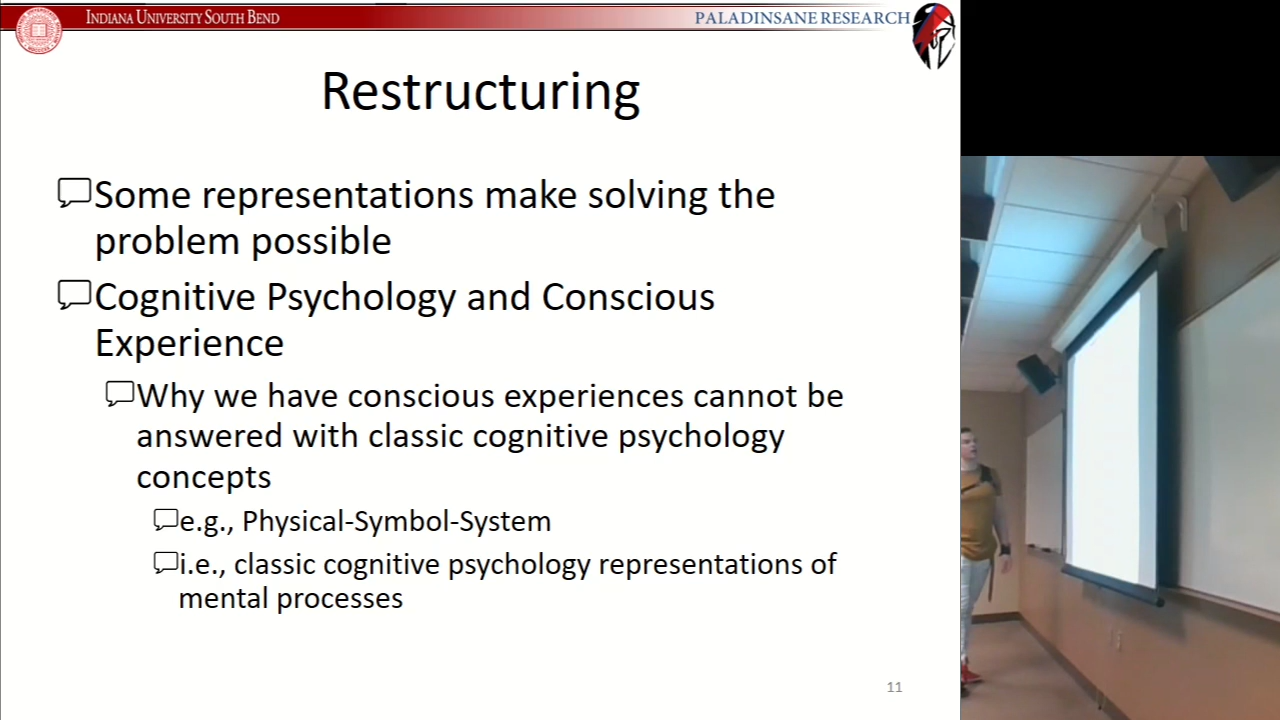 INDIANA UNIVERSITY SOUTH BEND
PALADINSANE RESEARCH
Restructuring
Some representations make solving the
problem possible
Cognitive Psychology and Conscious
Experience
Why we have conscious experiences cannot be
answered with classic cognitive psychology
concepts
e.g., Physical-Symbol-System
i.e., classic cognitive psychology representations of
mental processes
11